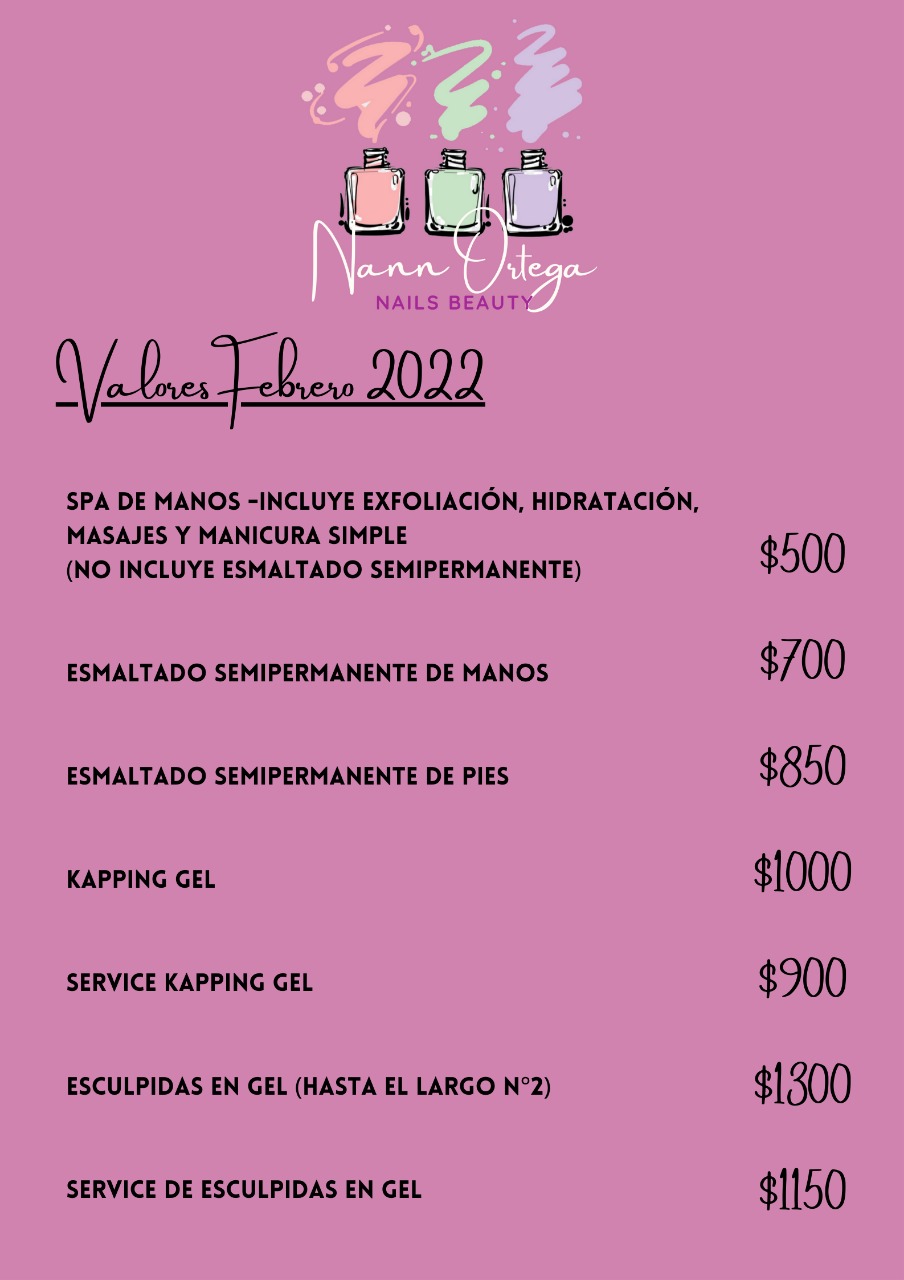 Nann Ortega
NAILS BEAUTY
Valores Febrero 2022
SPA DE MANOS -INCLUYE EXFOLIACIÓN, HIDRATACIÓN,
MASAJES Y MANICURA SIMPLE
(NO INCLUYE ESMALTADO SEMIPERMANENTE)
$500
ESMALTADO SEMIPERMANENTE DE MANOS
$700
ESMALTADO SEMIPERMANENTE DE PIES
$850
KAPPING GEL
$1000
SERVICE KAPPING GEL
$900
ESCULPIDAS EN GEL (HASTA EL LARGO N°2)
$1300
SERVICE DE ESCULPIDAS EN GEL
$1150